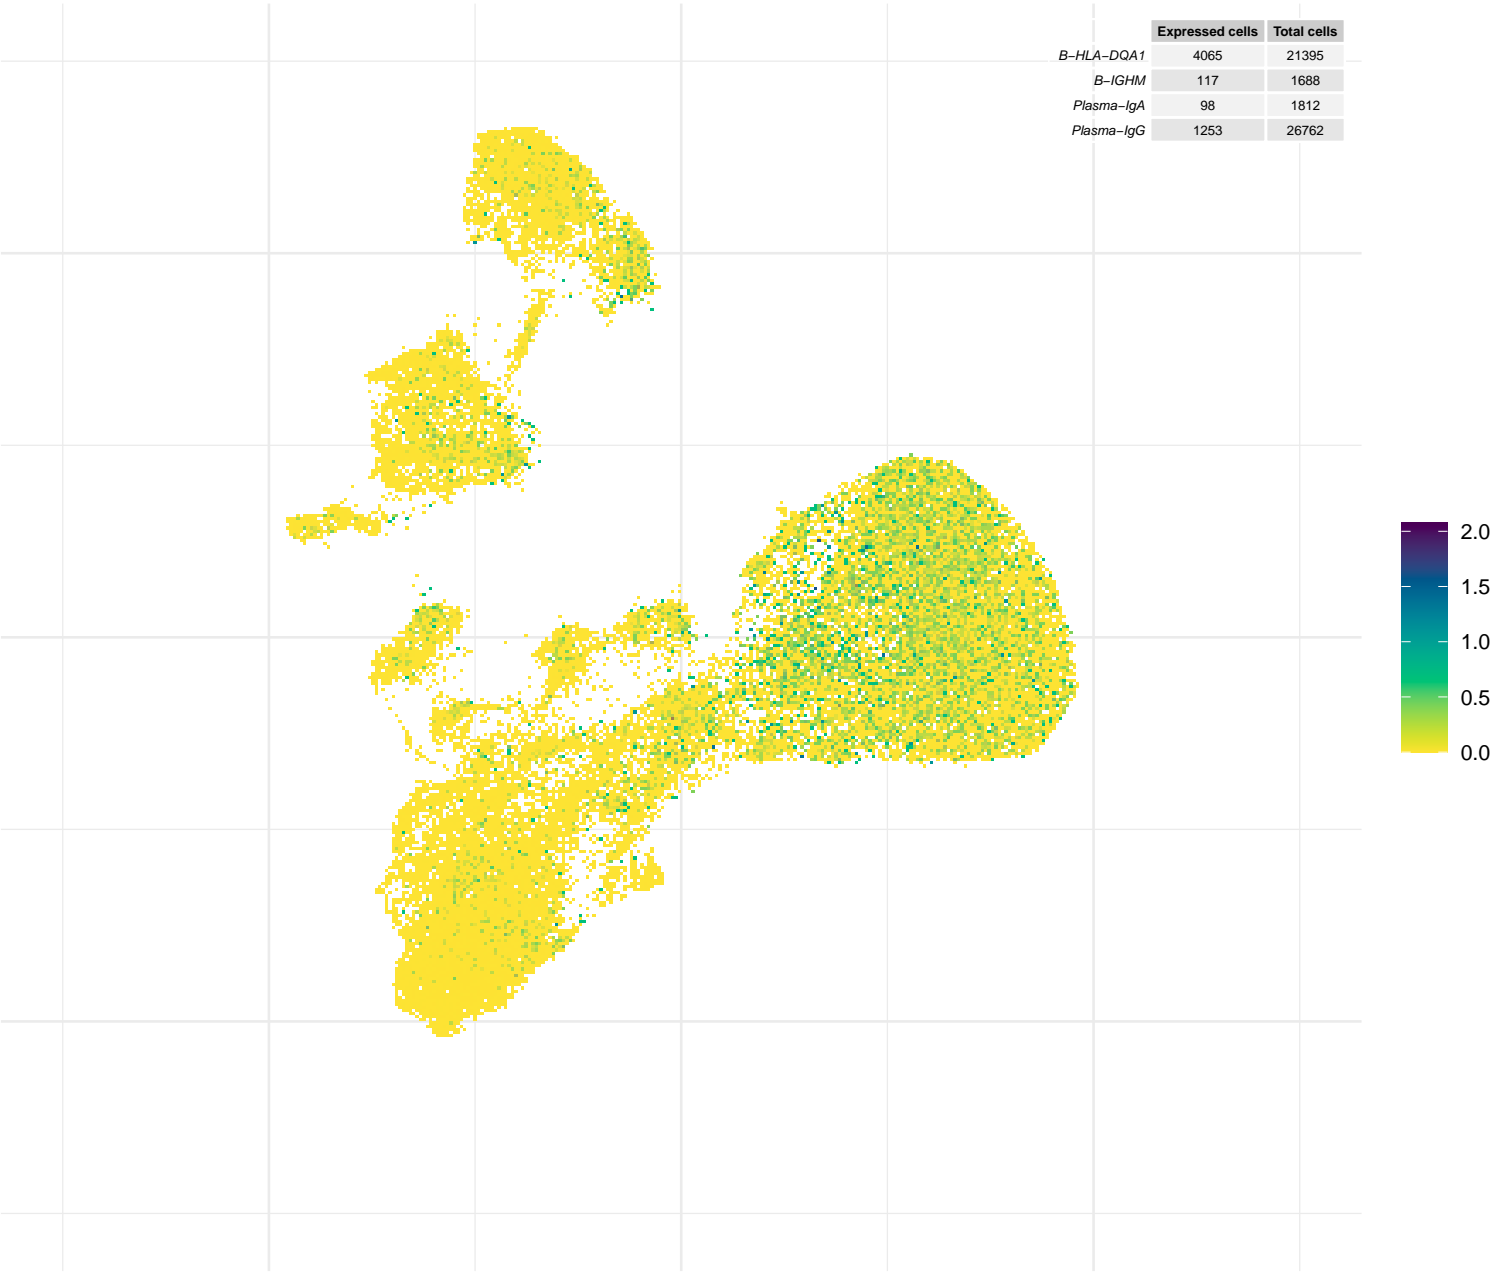 Expressed cells Total cells
B−HLA−DQA1 4065 21395
B−IGHM 117 1688
Plasma−IgA 98 1812
Plasma−IgG 1253 26762
2.0
1.5
1.0
0.5
0.0